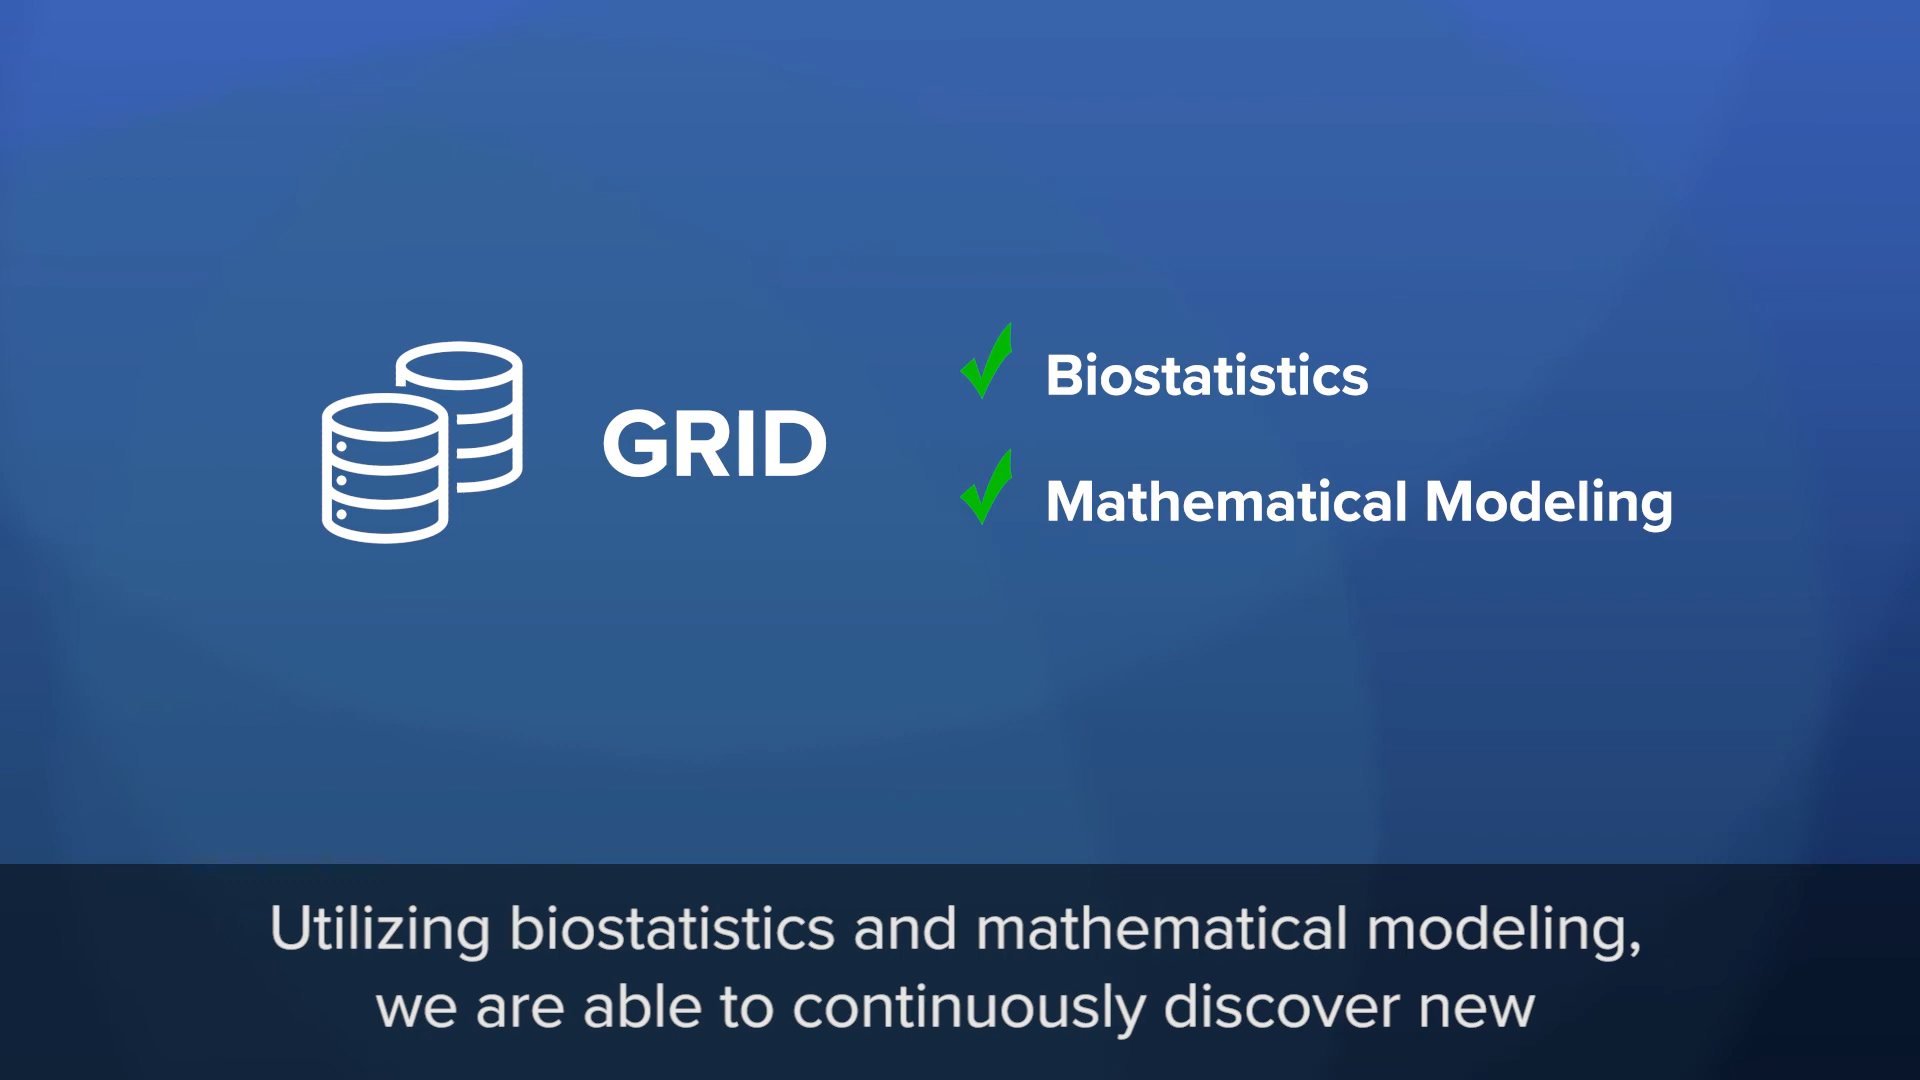 GRID
Biostatistics
Mathematical Modeling
Utilizing biostatistics and mathematical modeling,
we are able to continuously discover new